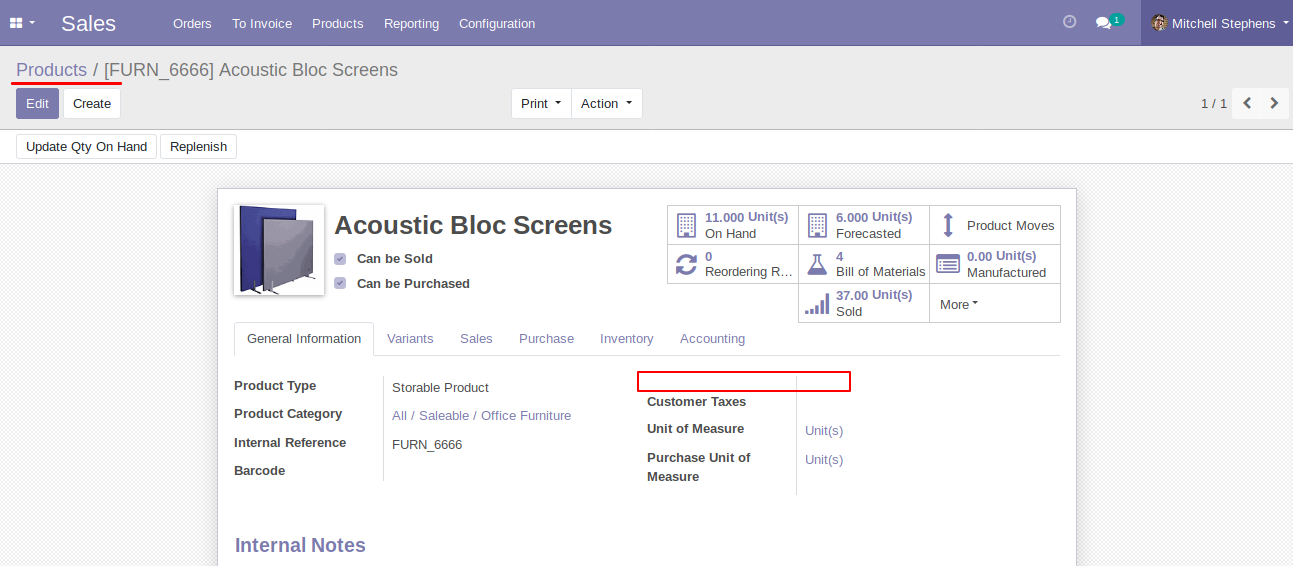 Sales Orders To Invoice Products Reporting Configuration 1 Mitchell Stephens
Products / [FURN_6666] Acoustic Bloc Screens
Edit Create Print Action 1 / 1
Update Qty On Hand Replenish
Acoustic Bloc Screens
Can be Sold
Can be Purchased
11.000 Unit(s)
On Hand
6.000 Unit(s)
Forecasted
Product Moves
0
Reordering R...
4
Bill of Materials
0.00 Unit(s)
Manufactured
37.00 Unit(s)
Sold
More
General Information Variants Sales Purchase Inventory Accounting
Product Type Storable Product
Product Category All / Saleable / Office Furniture
Internal Reference FURN_6666
Barcode
Customer Taxes
Unit of Measure Unit(s)
Purchase Unit of Unit(s)
Measure
Internal Notes